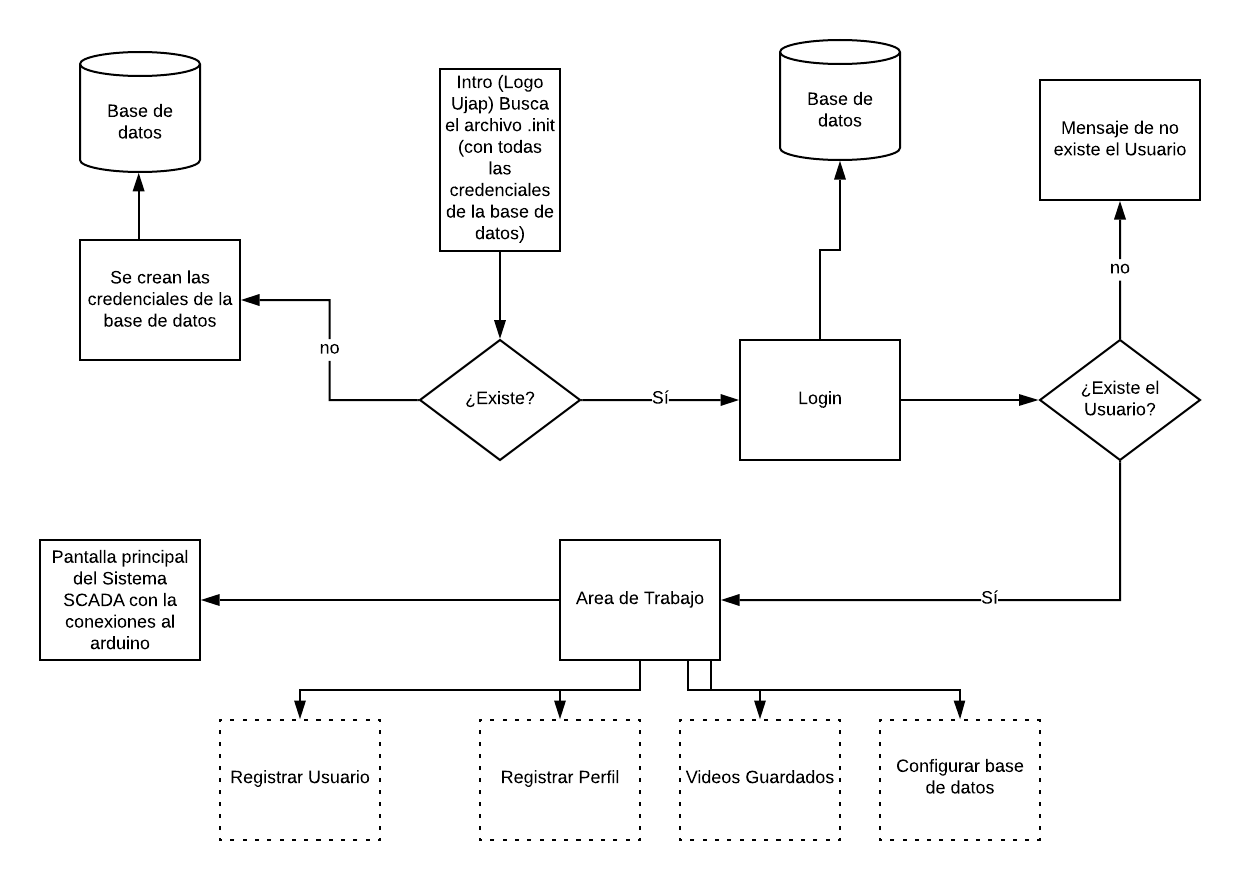 Base de
datos
Intro (Logo
Ujap) Busca
el archivo .init
(con todas
las
credenciales
de la base de
datos)
Base de
datos
Mensaje de no
existe el Usuario
Se crean las
credenciales de la
base de datos
no
no
¿Existe?
Sí
Login
¿Existe el
Usuario?
Pantalla principal
del Sistema
SCADA con la
conexiones al
arduino
Area de Trabajo
Sí
Registrar Usuario
Registrar Perfil
Videos Guardados
Configurar base
de datos